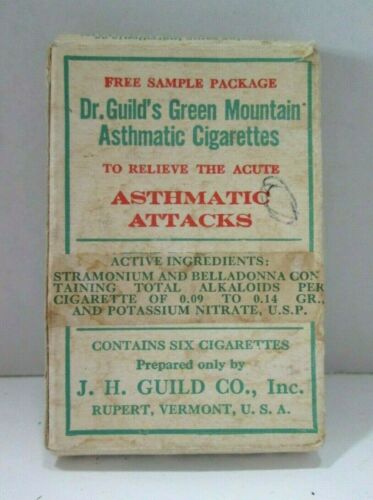 FREE SAMPLE PACKAGE
Dr. Guild's Green Mountain
Asthmatic Cigarettes
TO RELIEVE THE ACUTE
ASTHMATIC
ATTACKS
ACTIVE INGREDIENTS:
STRAMONIUM AND BELLADONNA CON
TAINING TOTAL ALKALOIDS PER
CIGARETTE OF 0.09 TO 0.14 GR.,
AND POTASSIUM NITRATE, U.S.P.
CONTAINS SIX CIGARETTES
Prepared only by
J. H. GUILD CO., Inc.
RUPERT, VERMONT, U. S. A.